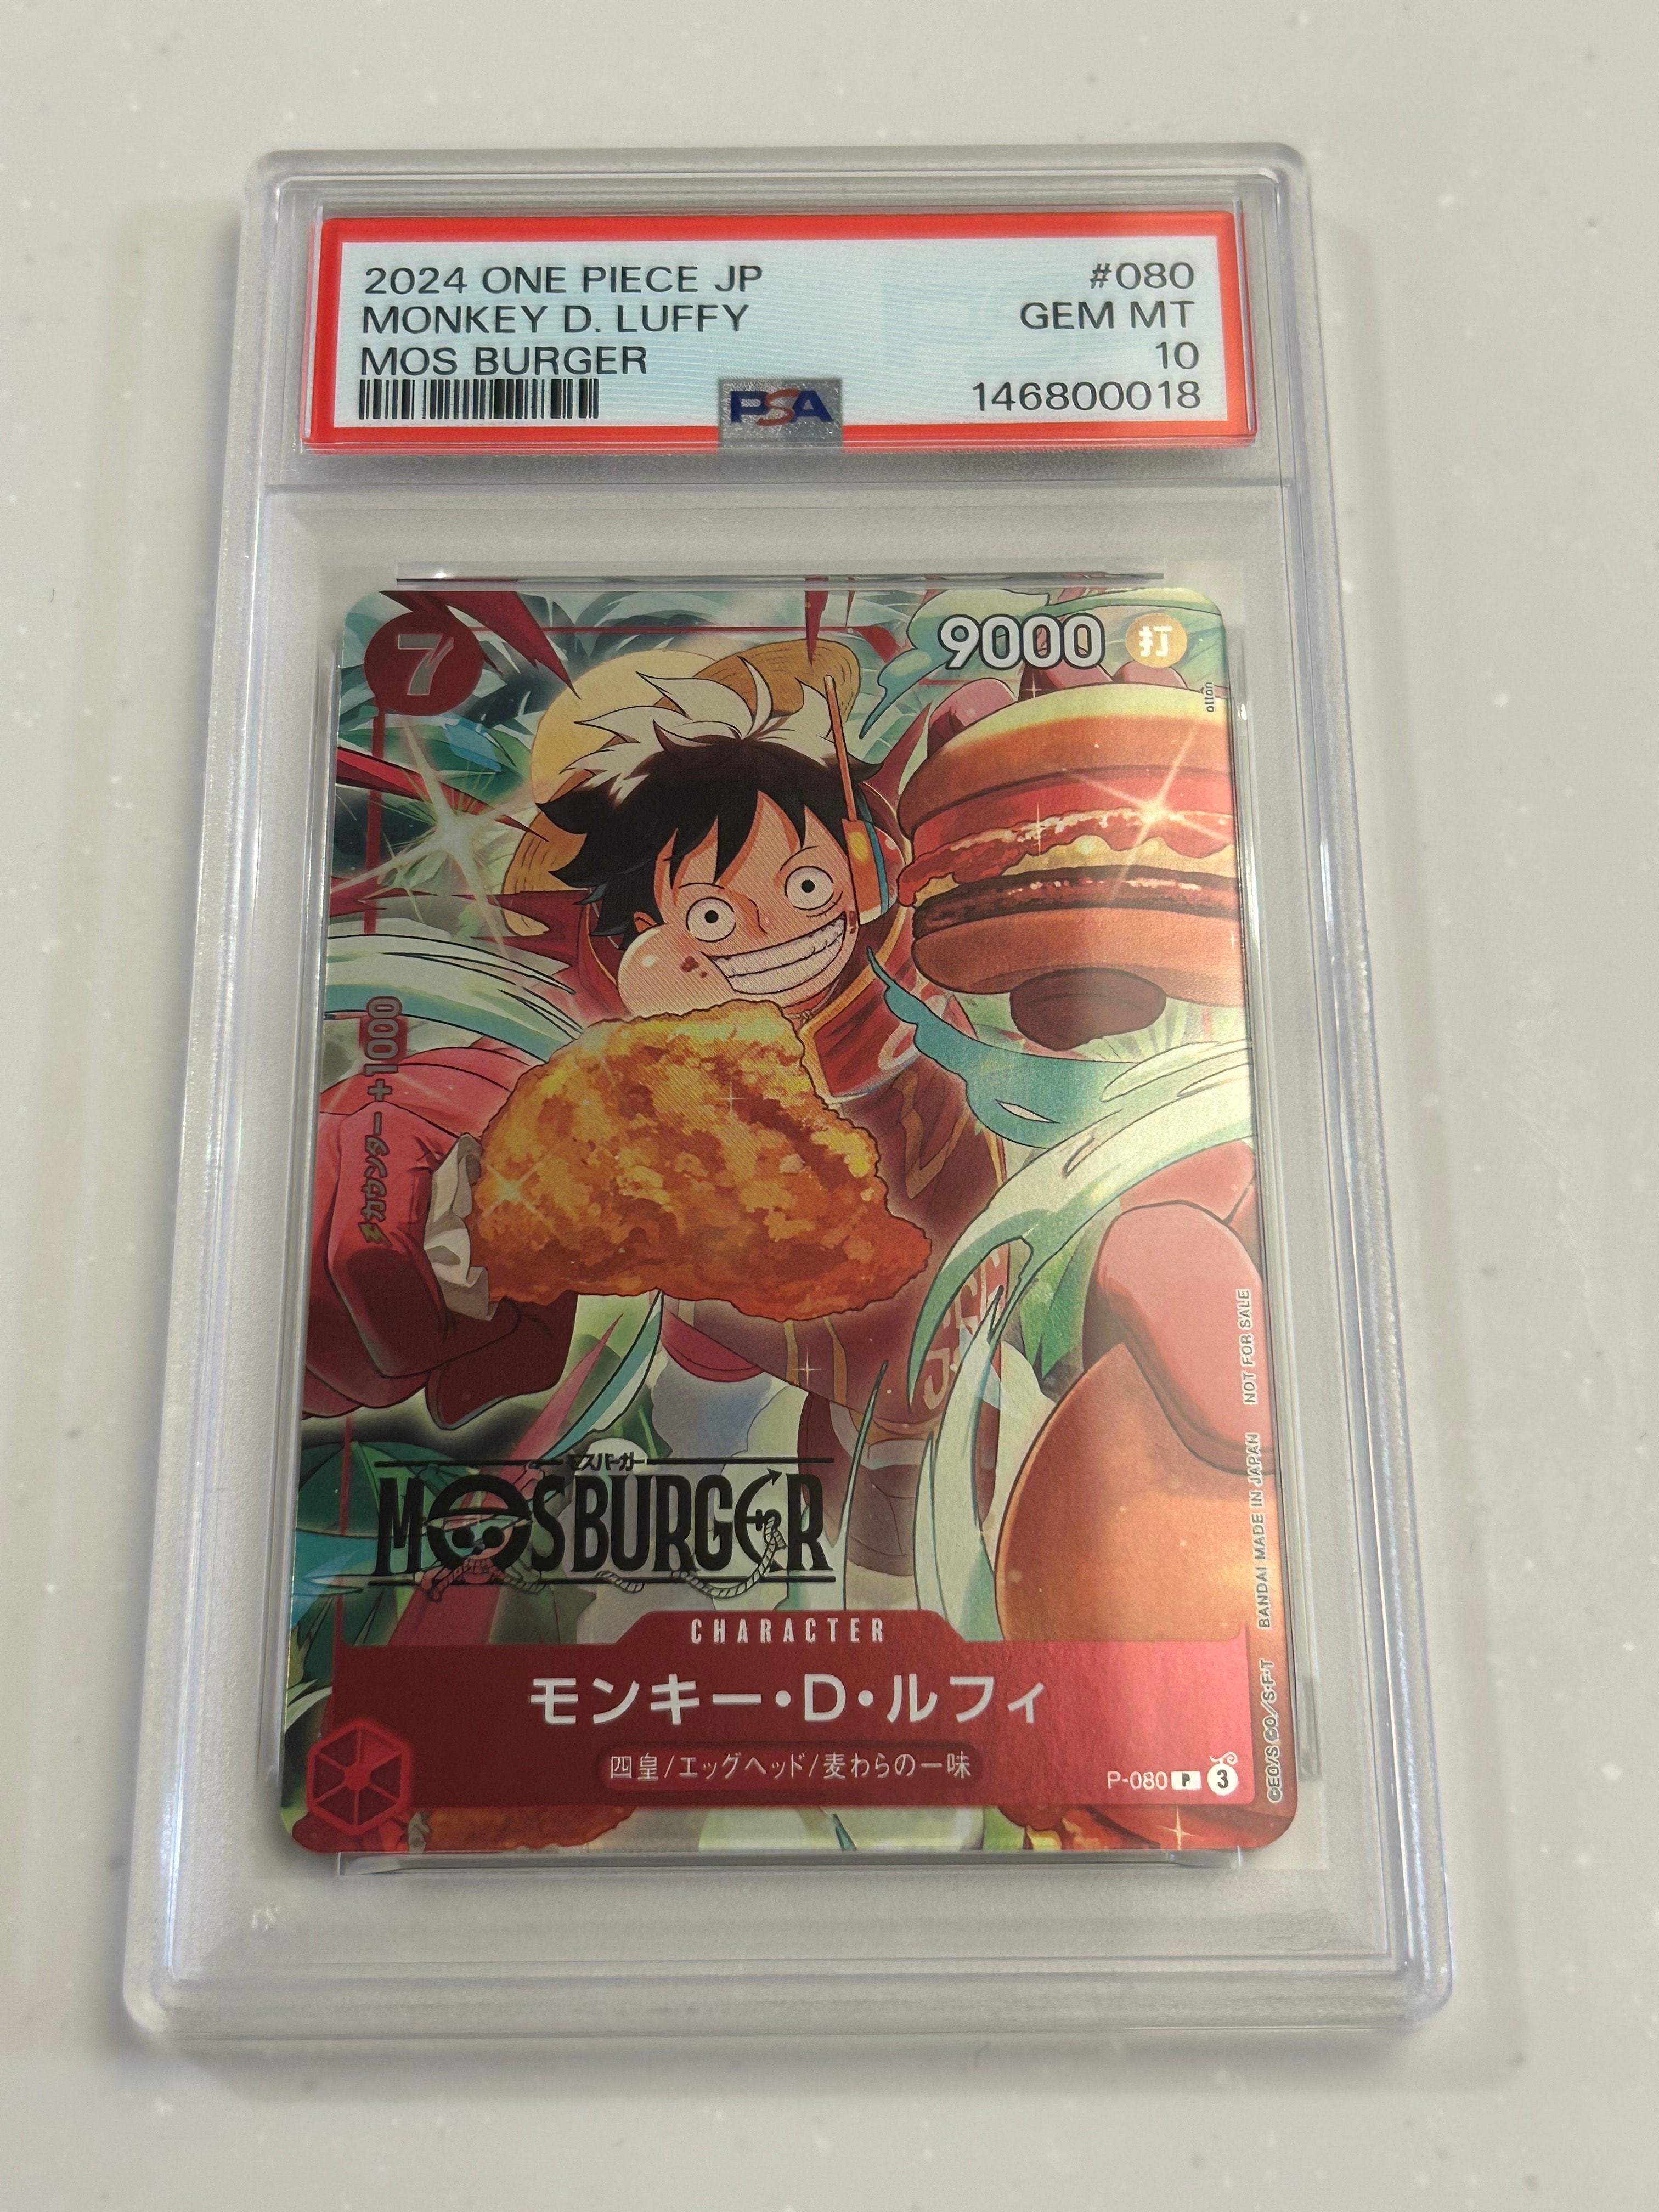 2024 ONE PIECE JP #080
MONKEY D. LUFFY GEM MT
MOS BURGER 10
PSA 146800018
7 9000 打
otton
カウンター+1000
モスバーガー
MOSBURGER
CHARACTER
モンキー・D・ルフィ
四皇/エッグヘッド/麦わらの一味
P-080 P 3
©EO/S GO/S・F・T BANDAI MADE IN JAPAN NOT FOR SALE